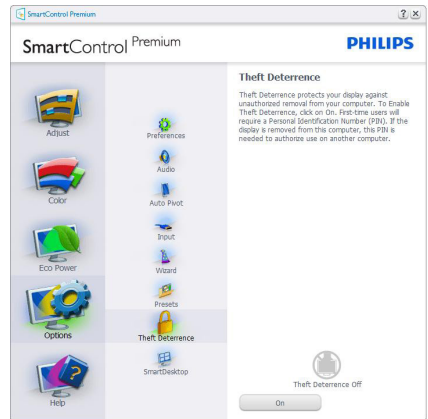 SmartControl Premium
? x
SmartControl Premium
PHILIPS
Adjust
Color
Eco Power
Options
Help
Preferences
Audio
Auto Pivot
Input
Wizard
Presets
Theft Deterrence
SmartDesktop
Theft Deterrence
Theft Deterrence protects your display against
unauthorized removal from your computer. To Enable
Theft Deterrence, click on On. First-time users will
require a Personal Identification Number (PIN). If the
display is removed from this computer, this PIN is
needed to authorize use on another computer.
Theft Deterrence Off
On